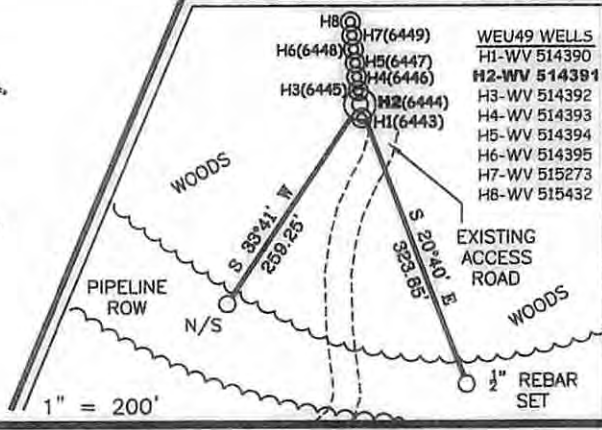 H8
H7(6449)
H6(6448)
H5(6447)
H4(6446)
H3(6445)
H2(6444)
H1(6443)
WEU49 WELLS
H1-WV 514390
H2-WV 514391
H3-WV 514392
H4-WV 514393
H5-WV 514394
H6-WV 514395
H7-WV 515273
H8-WV 515432
WOODS
S 33°41' W
259.25'
S 20°40' E
323.65'
EXISTING
ACCESS
ROAD
PIPELINE
ROW
N/S
WOODS
½" REBAR
SET
1" = 200'